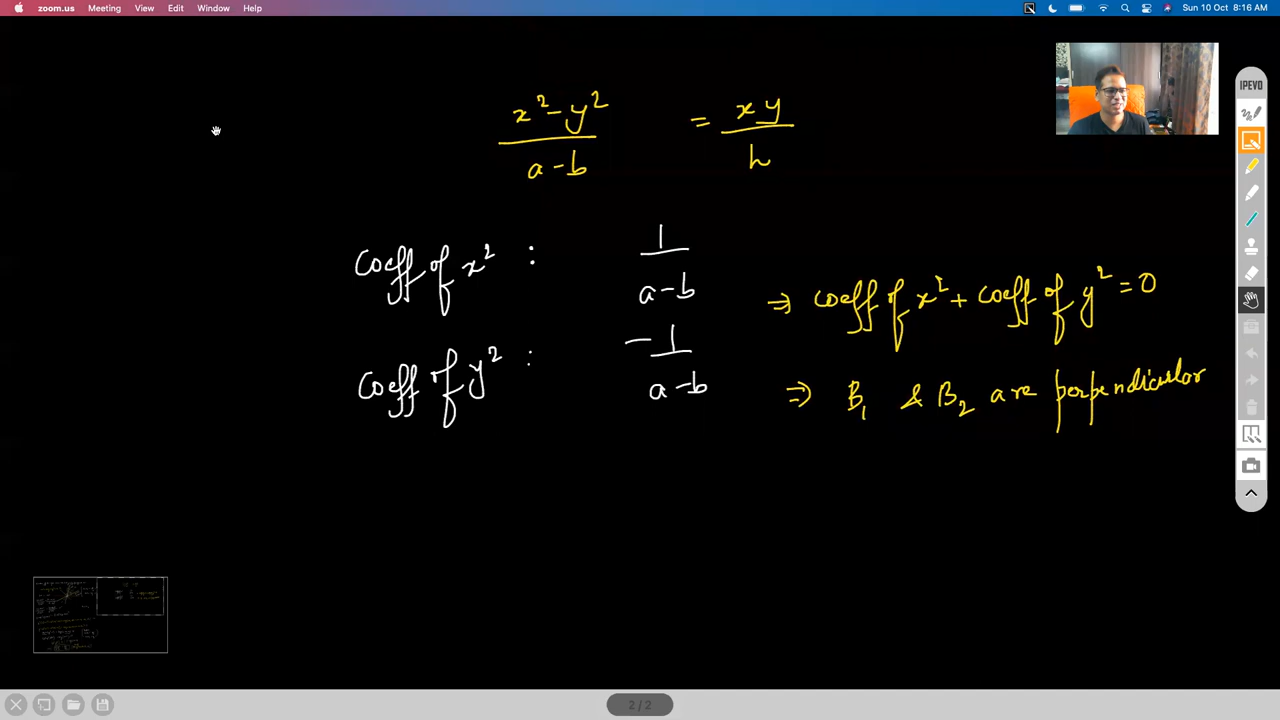 zoom.us Meeting View Edit Window Help Sun 10 Oct 8:16 AM
IPEVO
x²-y²/a-b = xy/h
Coeff of x² : 1/a-b
⇒ coeff of x² + coeff of y² = 0
Coeff of y² : -1/a-b
⇒ B₁ & B₂ are perpendicular
2 / 2